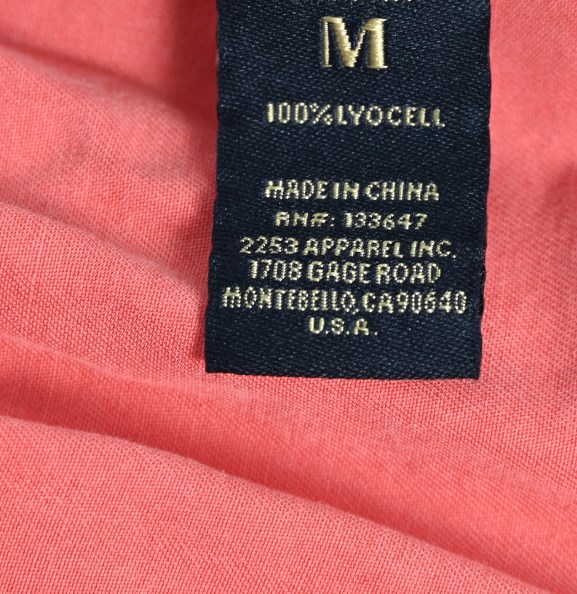 M
100% LYOCELL
MADE IN CHINA
RN#: 133647
2253 APPAREL INC.
1708 GAGE ROAD
MONTEBELLO, CA90640
U.S.A.